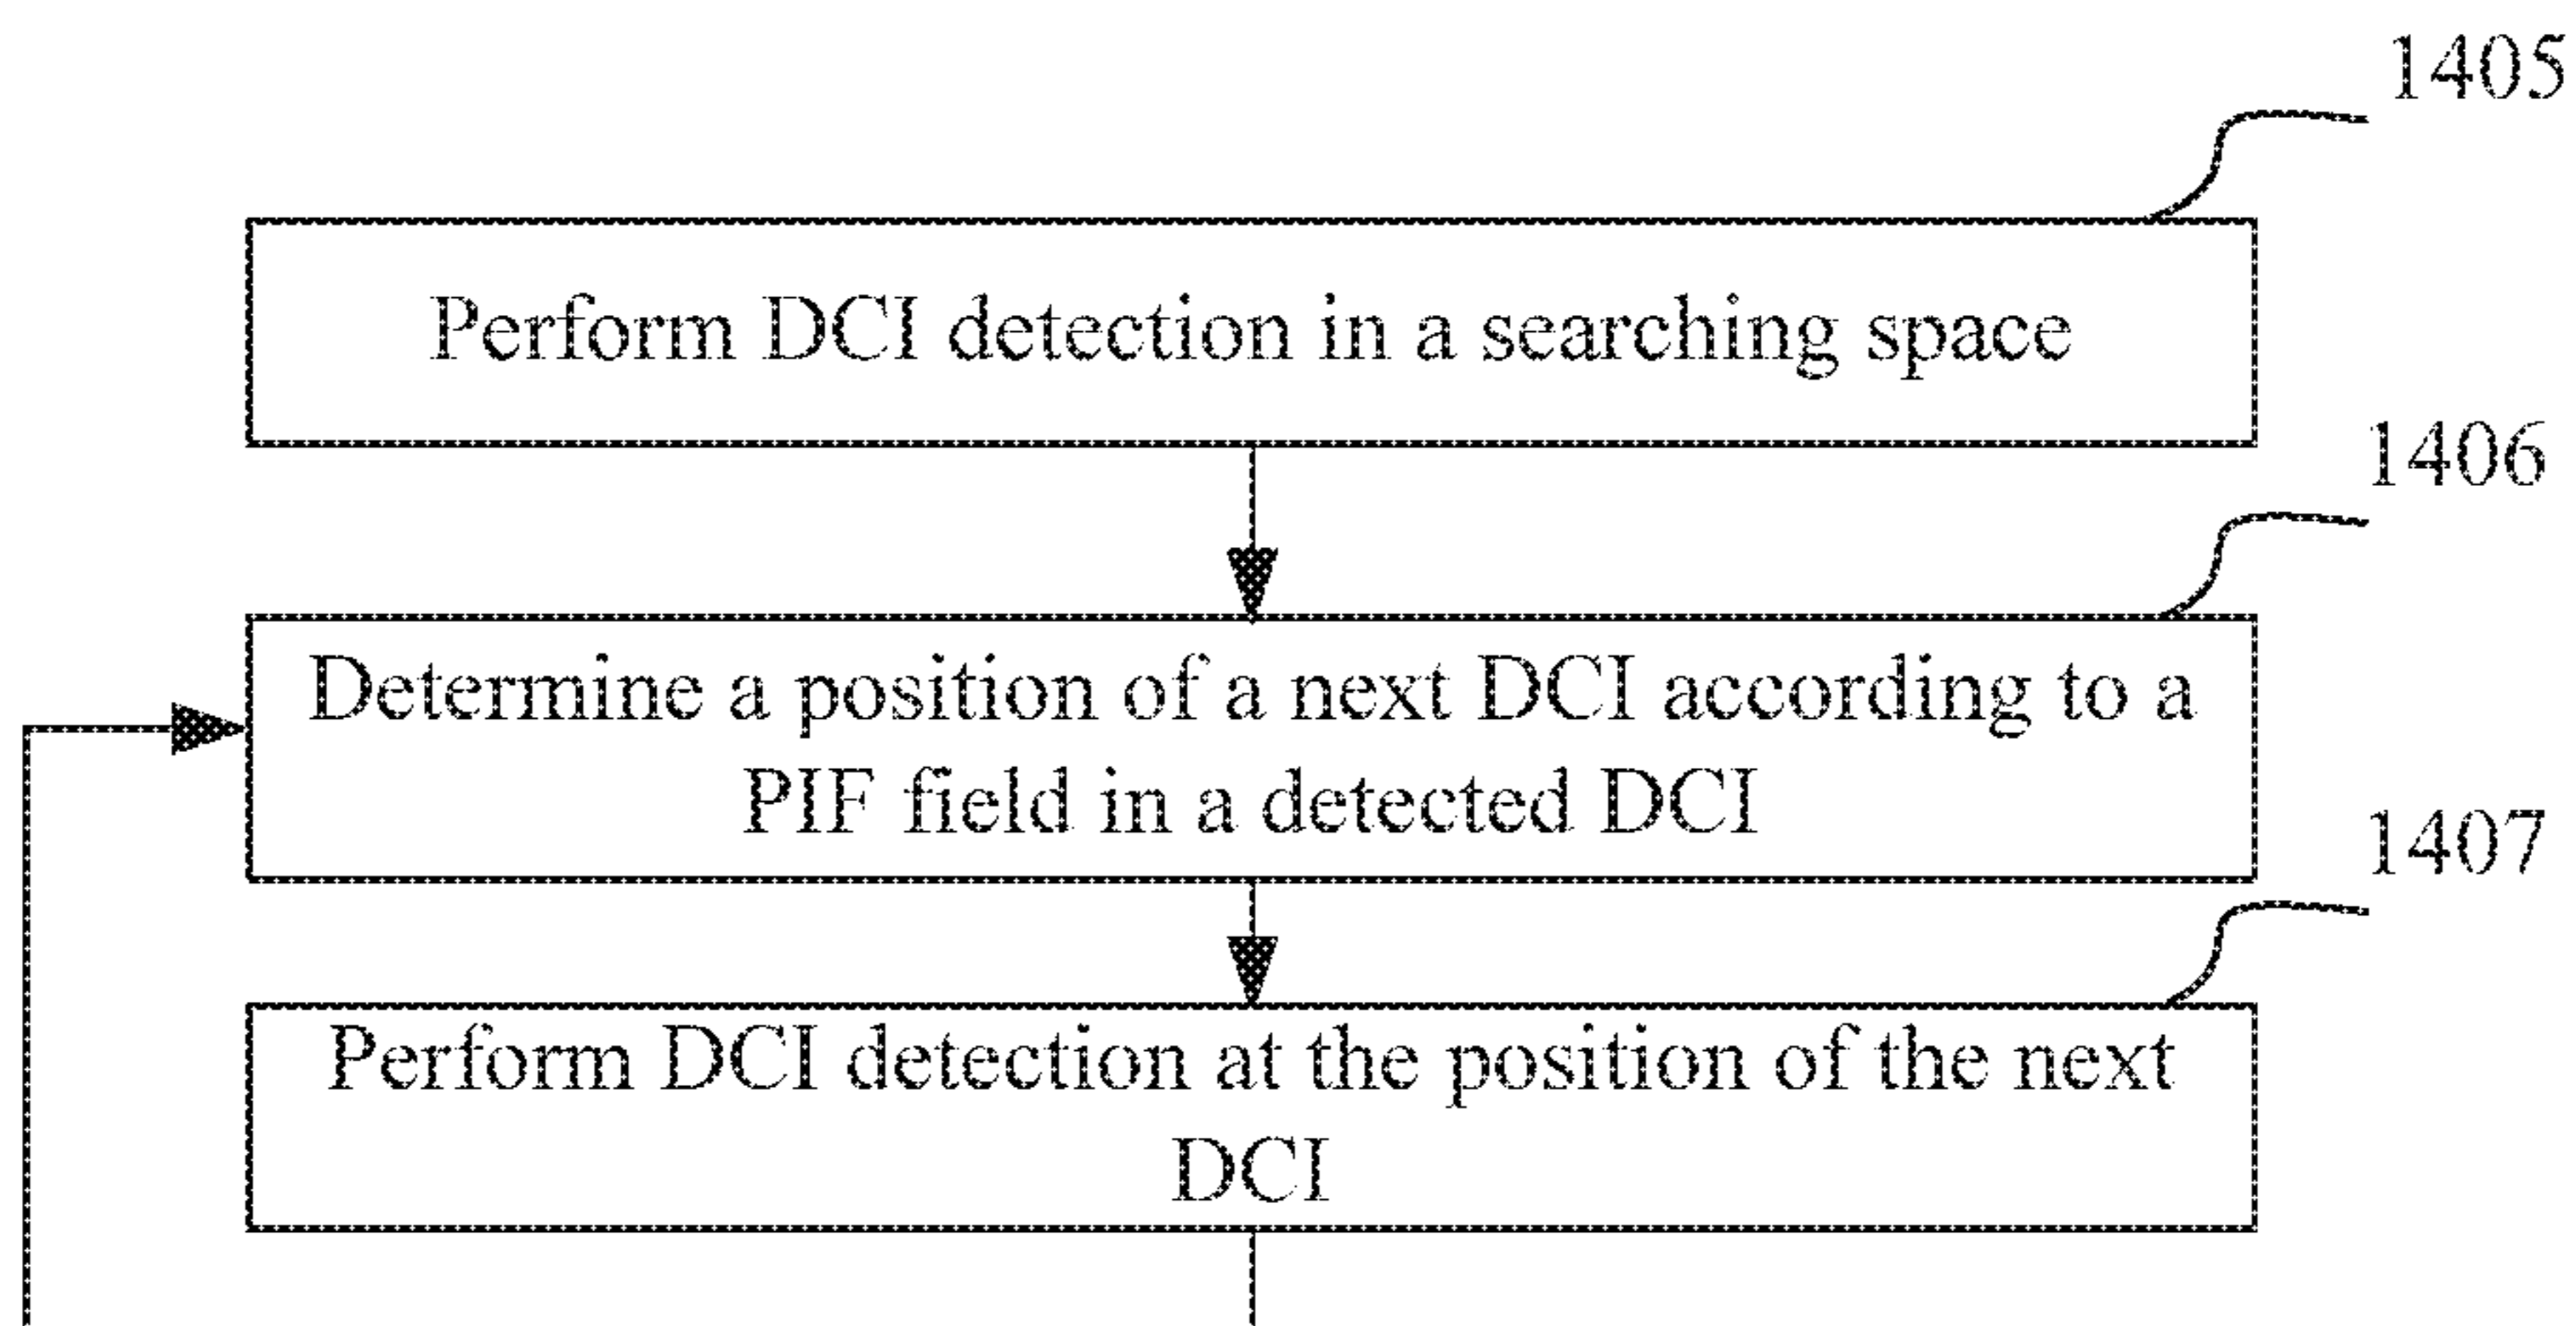 1405
Perform DCI detection in a searching space
1406
Determine a position of a next DCI according to a
PIF field in a detected DCI
1407
Perform DCI detection at the position of the next
DCI